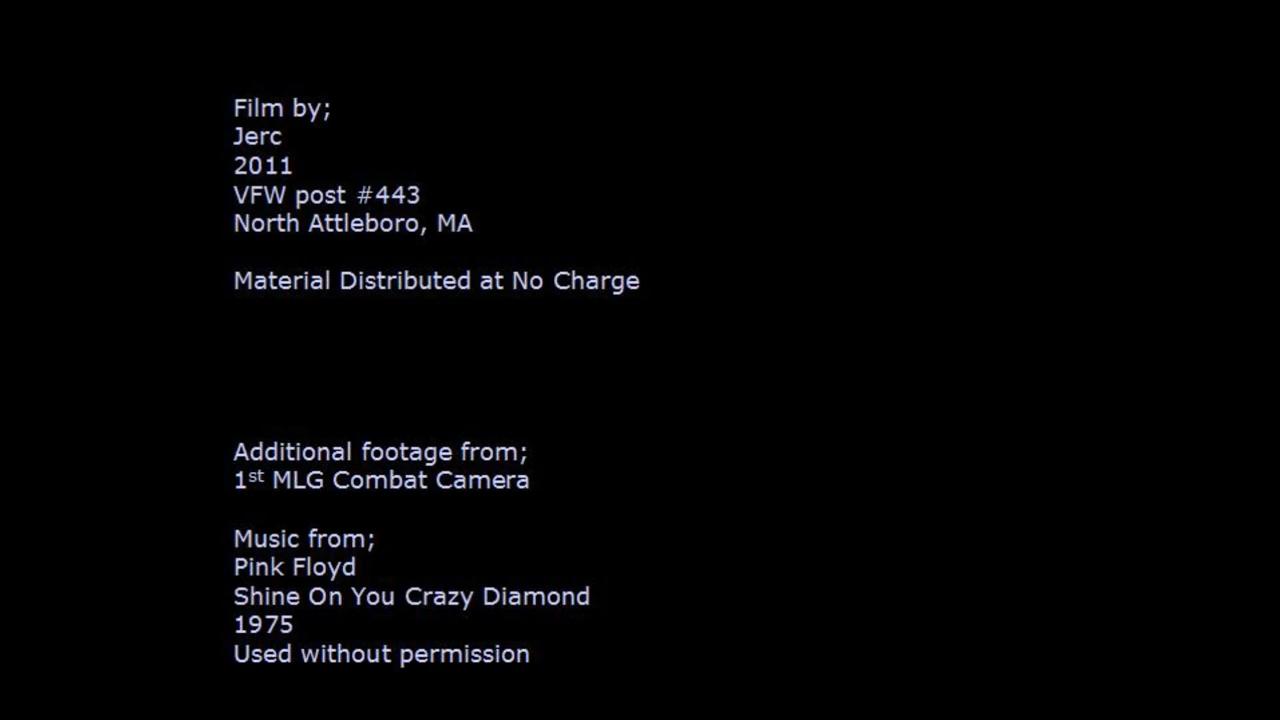 Film by;
Jerc
2011
VFW post #443
North Attleboro, MA
Material Distributed at No Charge
Additional footage from;
1st MLG Combat Camera
Music from;
Pink Floyd
Shine On You Crazy Diamond
1975
Used without permission